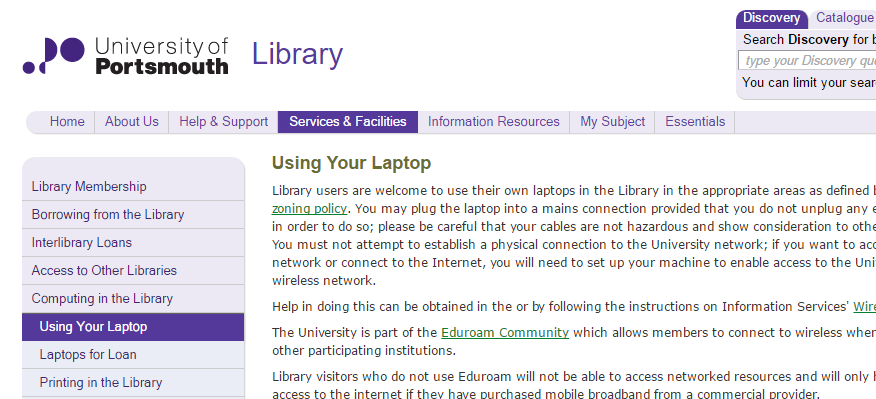 University of
Portsmouth
Library
Discovery
Catalogue
Search Discovery for
type your Discovery
You can limit your
Home
About Us
Help & Support
Services & Facilities
Information Resources
My Subject
Essentials
Library Membership
Borrowing from the Library
Interlibrary Loans
Access to Other Libraries
Computing in the Library
Using Your Laptop
Laptops for Loan
Printing in the Library
Using Your Laptop
Library users are welcome to use their own laptops in the Library in the appropriate areas as defined
zoning policy. You may plug the laptop into a mains connection provided that you do not unplug any
in order to do so; please be careful that your cables are not hazardous and show consideration to
You must not attempt to establish a physical connection to the University network; if you want to
network or connect to the Internet, you will need to set up your machine to enable access to the
wireless network.
Help in doing this can be obtained in the or by following the instructions on Information Services'
The University is part of the Eduroam Community which allows members to connect to wireless
other participating institutions.
Library visitors who do not use Eduroam will not be able to access networked resources and will only
access to the internet if they have purchased mobile broadband from a commercial provider.